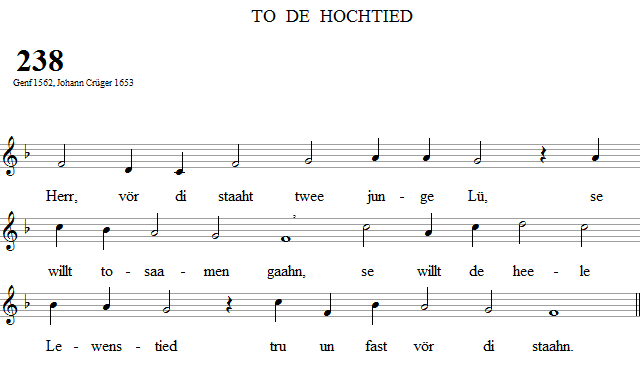 TO DE HOCHTIED
238
Genf 1562, Johann Crüger 1653
Herr, vör di staaht twee jun - ge Lü, se
willt to - saa - men gaahn, se willt de hee - le
Le - wens - tied tru un fast vör di staahn.